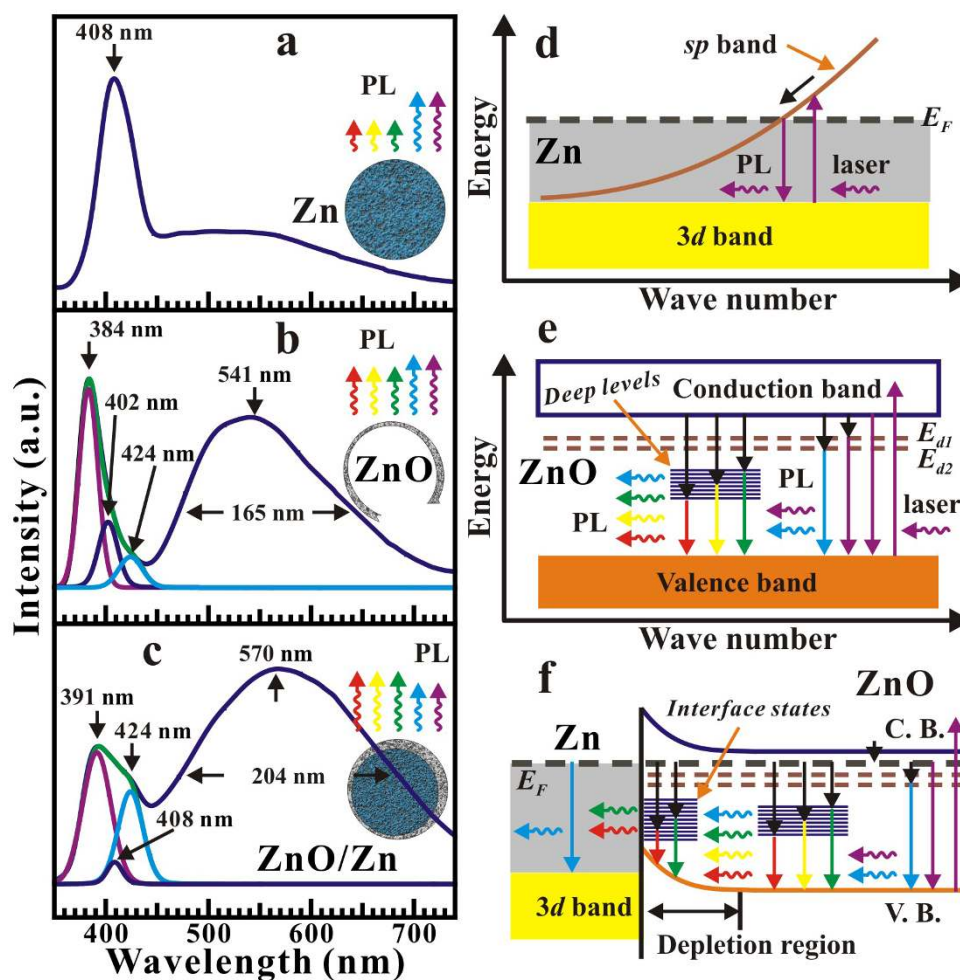 a
408 nm
PL
Zn
b
384 nm
402 nm
424 nm
541 nm
165 nm
PL
ZnO
c
391 nm
424 nm
408 nm
570 nm
204 nm
PL
ZnO/Zn
400 500 600 700
Wavelength (nm)
Intensity (a.u.)
d
sp band
E_F
Zn
PL
laser
3d band
Energy
Wave number
e
Deep levels
Conduction band
E_d1
E_d2
ZnO
PL
PL
laser
Valence band
Energy
Wave number
f
ZnO
Interface states
C. B.
Zn
E_F
3d band
V. B.
Depletion region